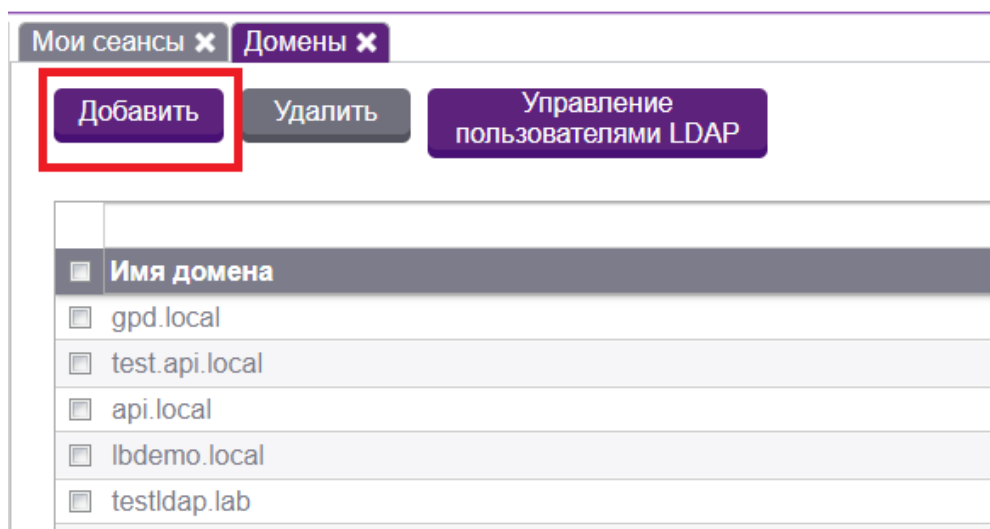 Мои сеансы ✖ Домены ✖
Добавить Удалить Управление
пользователями LDAP
Имя домена
gpd.local
test.api.local
api.local
lbdemo.local
testldap.lab